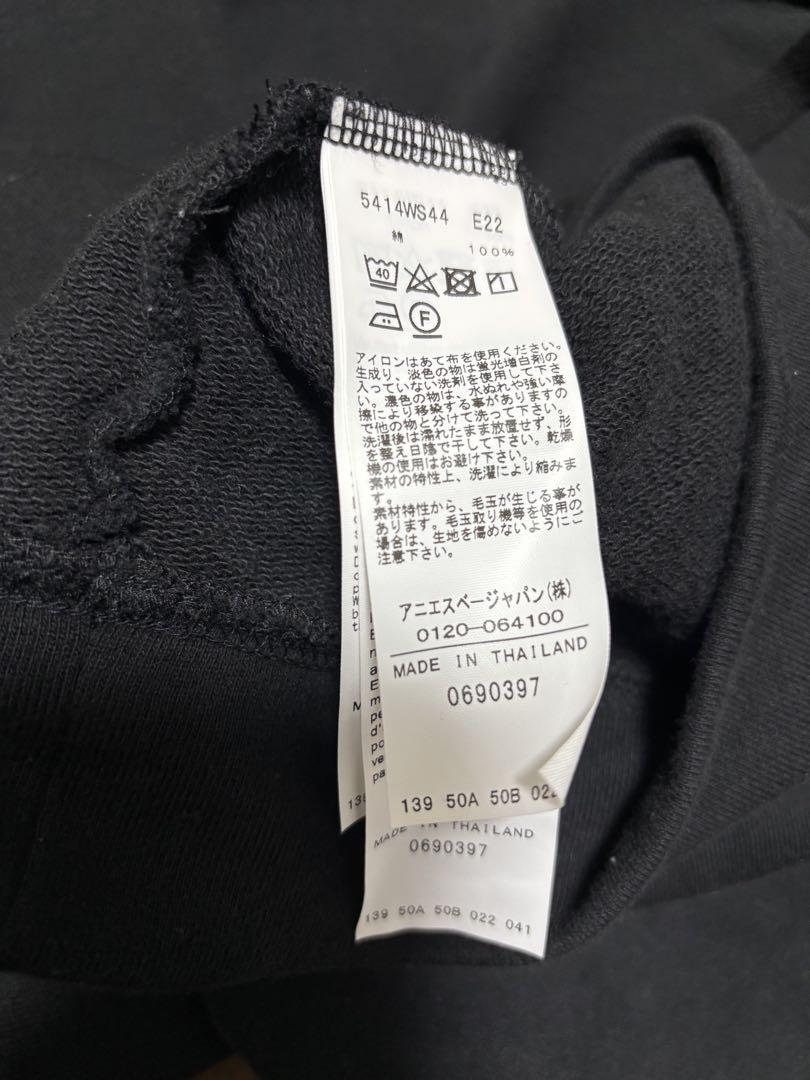 5414WS44 E22
綿 100%
40
1
F
アイロンはあて布を使用ください。
生成り、淡色の物は蛍光増白剤の
入っていない洗剤を使用して下さ
い。濃色の物は、水ぬれや強い摩
擦により移染する事がありますの
で他の物と分けて洗って下さい。
洗濯後は濡れたまま放置せず、形
を整え日陰で干して下さい。乾燥
機の使用はお避け下さい。
素材の特性上、洗濯により縮みま
す。
素材特性から、毛玉が生じる事が
あります。毛玉取り機等を使用の
場合は、生地を傷めないようにご
注意下さい。
アニエスベージャパン(株)
0120-064100
MADE IN THAILAND
0690397
139 50A 50B 022
MADE IN THAILAND
0690397
139 50A 50B 022 041